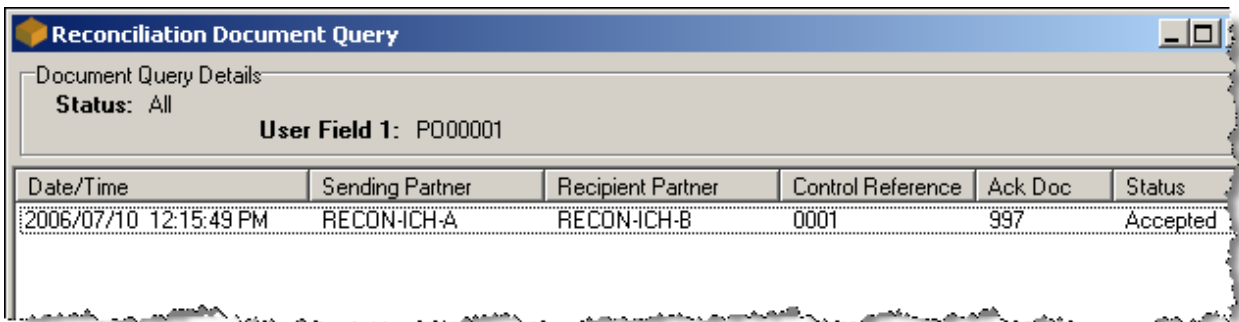 Reconciliation Document Query
Document Query Details
Status: All
User Field 1: PO00001
Date/Time Sending Partner Recipient Partner Control Reference Ack Doc Status
2006/07/10 12:15:49 PM RECON-ICH-A RECON-ICH-B 0001 997 Accepted